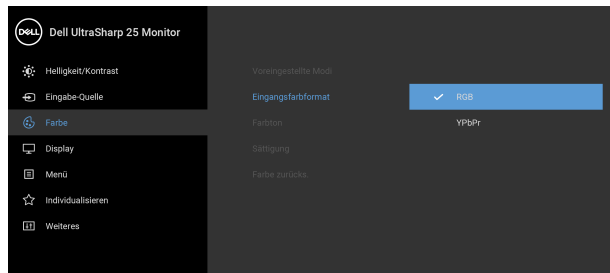 DELL Dell UltraSharp 25 Monitor
Helligkeit/Kontrast
Eingabe-Quelle
Farbe
Display
Menü
Individualisieren
Weiteres
Voreingestellte Modi
Eingangsfarbformat
Farbton
Sättigung
Farbe zurücks.
RGB
YPbPr